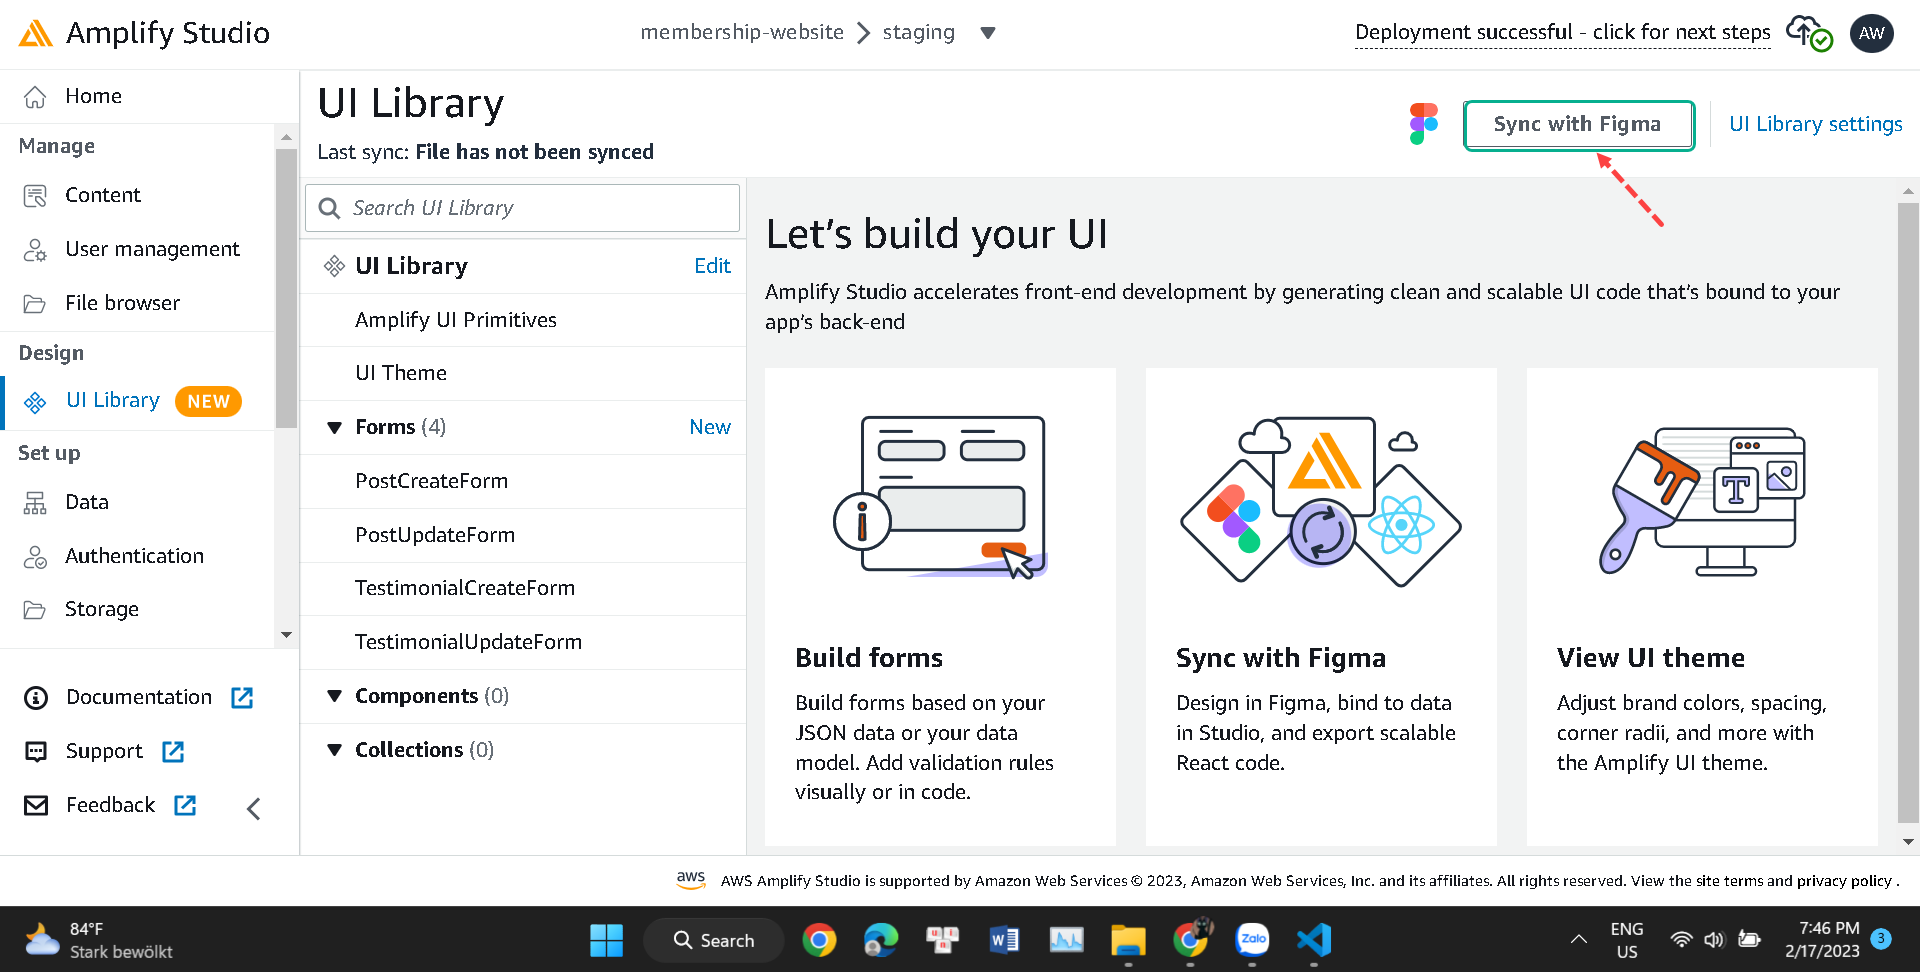 Amplify Studio
membership-website
staging
Deployment successful - click for next steps
AW
Home
Manage
Content
User management
File browser
Design
UI Library NEW
Set up
Data
Authentication
Storage
Documentation
Support
Feedback
UI Library
Last sync: File has not been synced
Sync with Figma
UI Library settings
Search UI Library
UI Library Edit
Amplify UI Primitives
UI Theme
Forms (4) New
PostCreateForm
PostUpdateForm
TestimonialCreateForm
TestimonialUpdateForm
Components (0)
Collections (0)
Let's build your UI
Amplify Studio accelerates front-end development by generating clean and scalable UI code that's bound to your
app's back-end
Build forms
Build forms based on your
JSON data or your data
model. Add validation rules
visually or in code.
Sync with Figma
Design in Figma, bind to data
in Studio, and export scalable
React code.
T
View UI theme
Adjust brand colors, spacing,
corner radii, and more with
the Amplify UI theme.
aws AWS Amplify Studio is supported by Amazon Web Services © 2023, Amazon Web Services, Inc. and its affiliates. All rights reserved. View the site terms and privacy policy .
84°F
Stark bewölkt
Search
W
Zalo
ENG
US
7:46 PM
2/17/2023
3